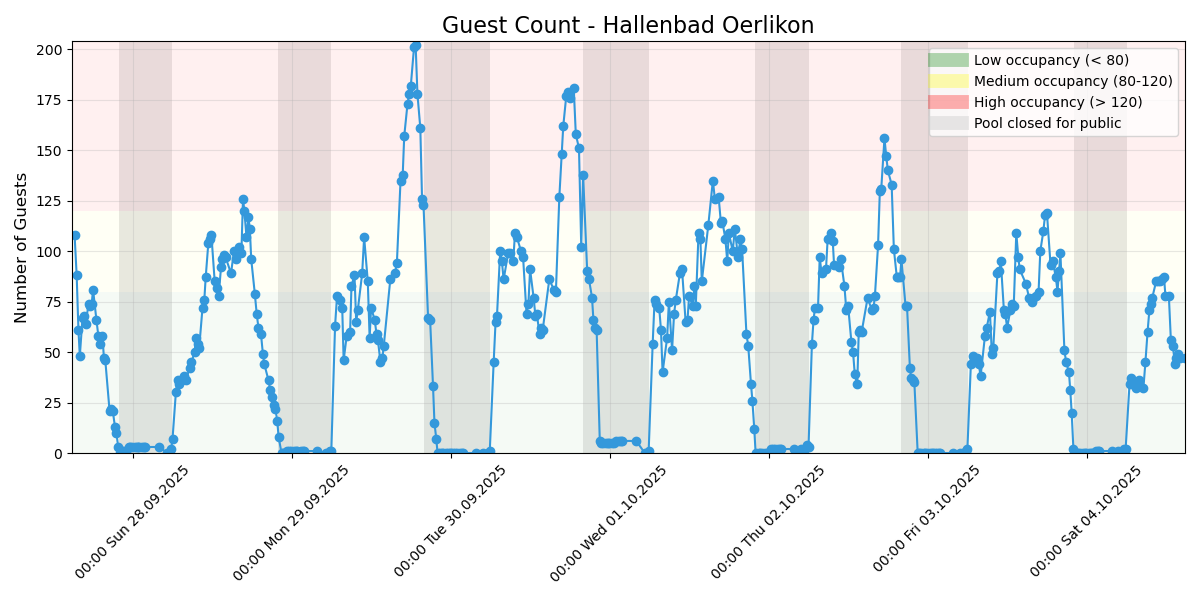 Guest Count - Hallenbad Oerlikon
Number of Guests
200
175
150
125
100
75
50
25
0
Low occupancy (< 80)
Medium occupancy (80-120)
High occupancy (> 120)
Pool closed for public
00:00 Sun 28.09.2025
00:00 Mon 29.09.2025
00:00 Tue 30.09.2025
00:00 Wed 01.10.2025
00:00 Thu 02.10.2025
00:00 Fri 03.10.2025
00:00 Sat 04.10.2025